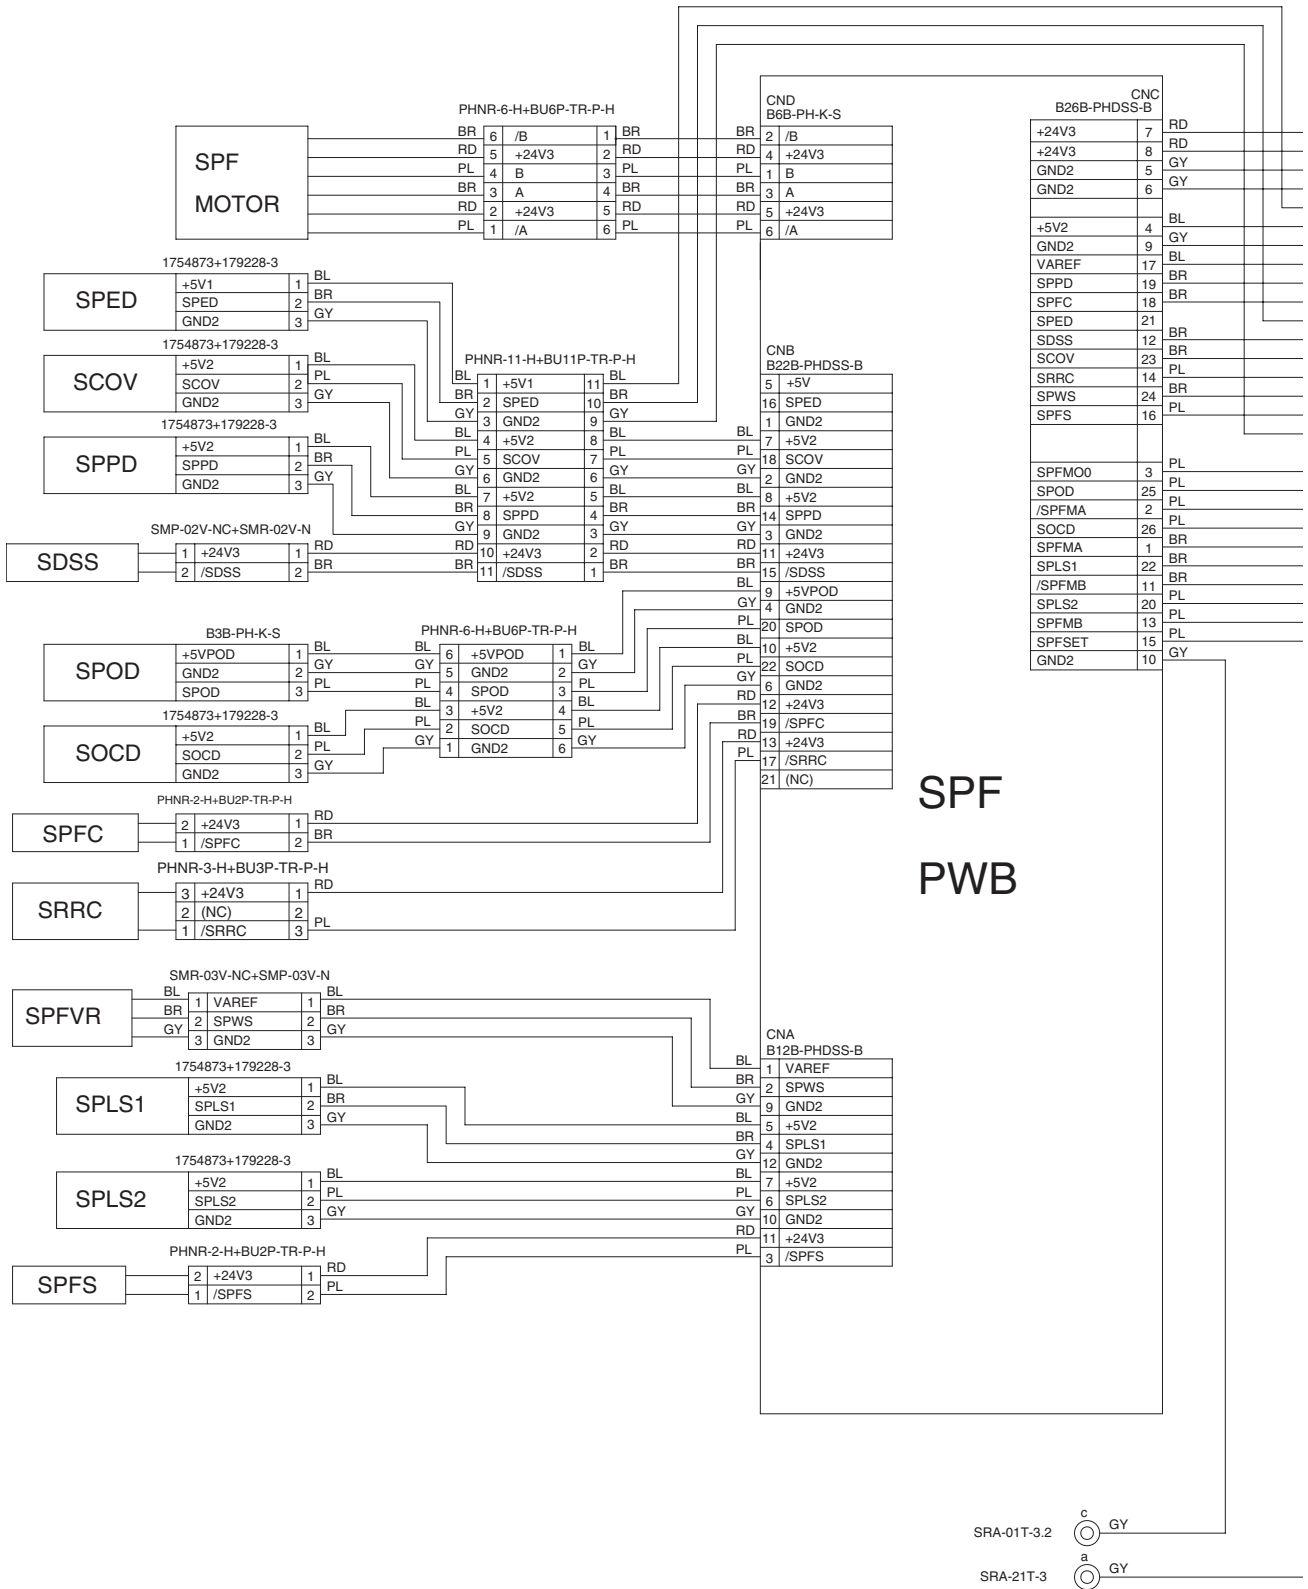 SPF
MOTOR
PHNR-6-H+BU6P-TR-P-H
BR 6 /B 1 BR
RD 5 +24V3 2 RD
PL 4 B 3 PL
BR 3 A 4 BR
RD 2 +24V3 5 RD
PL 1 /A 6 PL
CND
B6B-PH-K-S
BR 2 /B
RD 4 +24V3
PL 1 B
BR 3 A
RD 5 +24V3
PL 6 /A
1754873+179228-3
SPED
+5V1 1 BL
SPED 2 BR
GND2 3 GY
1754873+179228-3
SCOV
+5V2 1 BL
SCOV 2 PL
GND2 3 GY
1754873+179228-3
SPPD
+5V2 1 BL
SPPD 2 BR
GND2 3 GY
SMP-02V-NC+SMR-02V-N
SDSS
1 +24V3 1 RD
2 /SDSS 2 BR
PHNR-11-H+BU11P-TR-P-H
BL 1 +5V1 11 BL
BR 2 SPED 10 BR
GY 3 GND2 9 GY
BL 4 +5V2 8 BL
PL 5 SCOV 7 PL
GY 6 GND2 6 GY
BL 7 +5V2 5 BL
BR 8 SPPD 4 BR
GY 9 GND2 3 GY
RD 10 +24V3 2 RD
BR 11 /SDSS 1 BR
B3B-PH-K-S
SPOD
+5VPOD 1 BL
GND2 2 GY
SPOD 3 PL
1754873+179228-3
SOCD
+5V2 1 BL
SOCD 2 PL
GND2 3 GY
PHNR-6-H+BU6P-TR-P-H
BL 6 +5VPOD 1 BL
GY 5 GND2 2 GY
PL 4 SPOD 3 PL
BL 3 +5V2 4 BL
PL 2 SOCD 5 PL
GY 1 GND2 6 GY
PHNR-2-H+BU2P-TR-P-H
SPFC
2 +24V3 1 RD
1 /SPFC 2 BR
PHNR-3-H+BU3P-TR-P-H
SRRC
3 +24V3 1 RD
2 (NC) 2
1 /SRRC 3 PL
CNB
B22B-PHDSS-B
5 +5V
16 SPED
1 GND2
BL 7 +5V2
PL 18 SCOV
GY 2 GND2
BL 8 +5V2
BR 14 SPPD
GY 3 GND2
RD 11 +24V3
BR 15 /SDSS
BL 9 +5VPOD
GY 4 GND2
PL 20 SPOD
BL 10 +5V2
PL 22 SOCD
GY 6 GND2
RD 12 +24V3
BR 19 /SPFC
RD 13 +24V3
PL 17 /SRRC
21 (NC)
SMR-03V-NC+SMP-03V-N
SPFVR
BL 1 VAREF 1 BL
BR 2 SPWS 2 BR
GY 3 GND2 3 GY
1754873+179228-3
SPLS1
+5V2 1 BL
SPLS1 2 BR
GND2 3 GY
1754873+179228-3
SPLS2
+5V2 1 BL
SPLS2 2 PL
GND2 3 GY
PHNR-2-H+BU2P-TR-P-H
SPFS
2 +24V3 1 RD
1 /SPFS 2 PL
CNA
B12B-PHDSS-B
BL 1 VAREF
BR 2 SPWS
GY 9 GND2
BL 5 +5V2
BR 4 SPLS1
GY 12 GND2
BL 7 +5V2
PL 6 SPLS2
GY 10 GND2
RD 11 +24V3
PL 3 /SPFS
SPF
PWB
CNC
B26B-PHDSS-B
+24V3 7 RD
+24V3 8 RD
GND2 5 GY
GND2 6 GY
+5V2 4 BL
GND2 9 GY
VAREF 17 BL
SPPD 19 BR
SPFC 18 BR
SPED 21
SDSS 12 BR
SCOV 23 BR
SRRC 14 PL
SPWS 24 BR
SPFS 16 PL
SPFMO0 3 PL
SPOD 25 PL
/SPFMA 2 PL
SOCD 26 PL
SPFMA 1 BR
SPLS1 22 BR
/SPFMB 11 BR
SPLS2 20 PL
SPFMB 13 PL
SPFSET 15 PL
GND2 10 GY
c
SRA-01T-3.2 GY
a
SRA-21T-3 GY